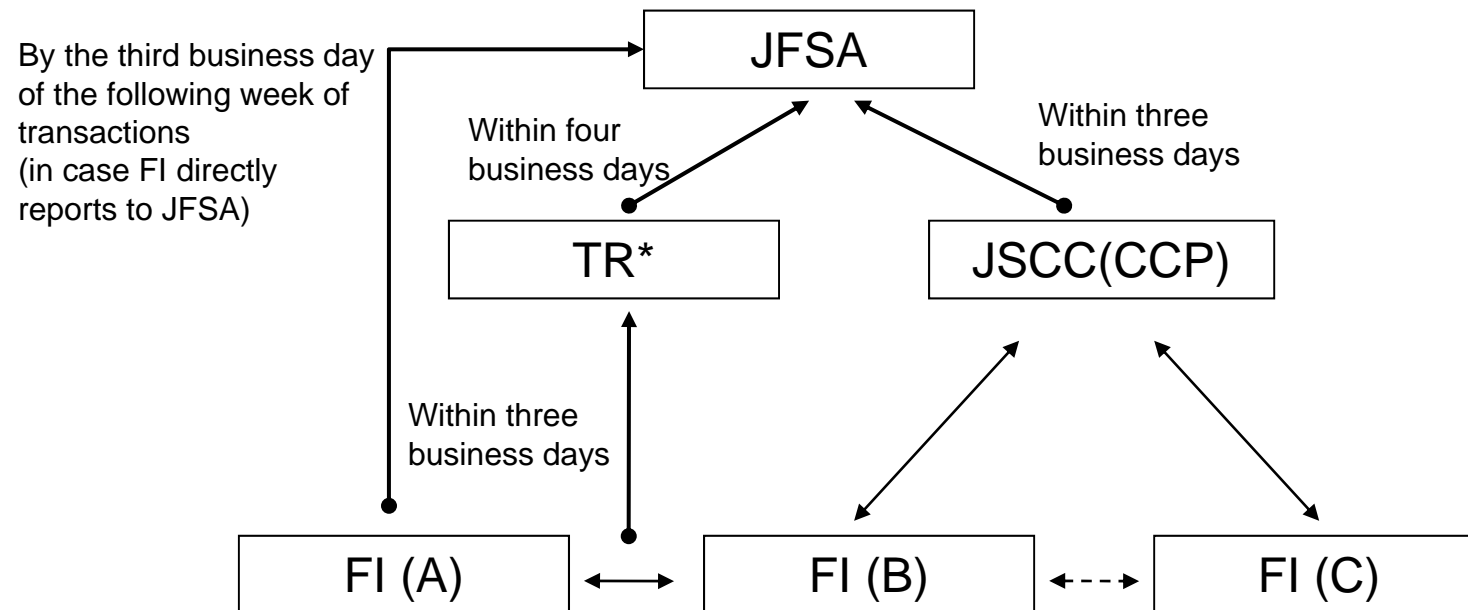 JFSA
By the third business day
of the following week of
transactions
(in case FI directly
reports to JFSA)
Within four
business days
Within three
business days
TR*
JSCC(CCP)
Within three
business days
FI (A)
FI (B)
FI (C)